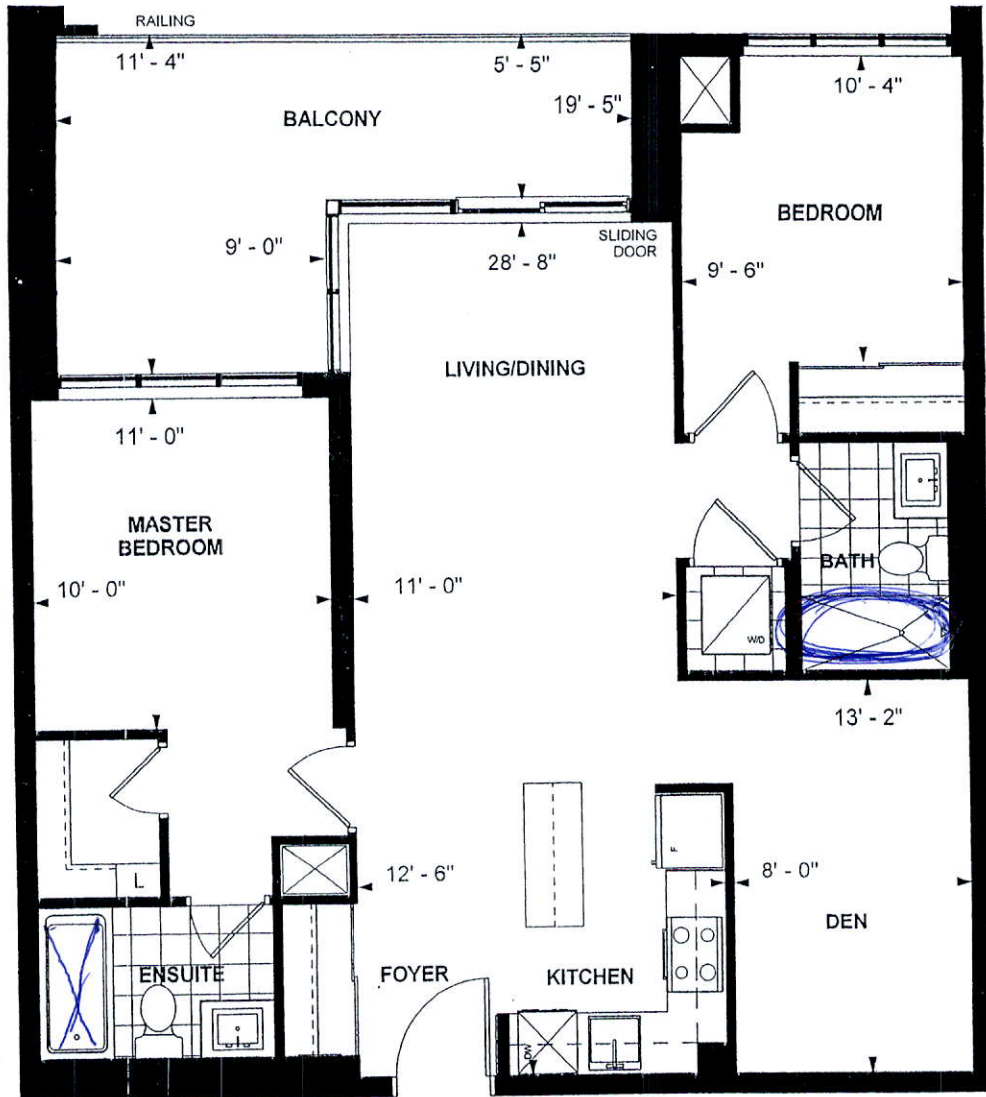 RAILING
11' - 4"
5' - 5"
10' - 4"
19' - 5"
BALCONY
BEDROOM
9' - 0"
SLIDING
DOOR
28' - 8"
9' - 6"
LIVING/DINING
11' - 0"
MASTER
BEDROOM
BATH
10' - 0"
11' - 0"
W/D
13' - 2"
F
12' - 6"
8' - 0"
L
DEN
ENSUITE
FOYER
KITCHEN
DW